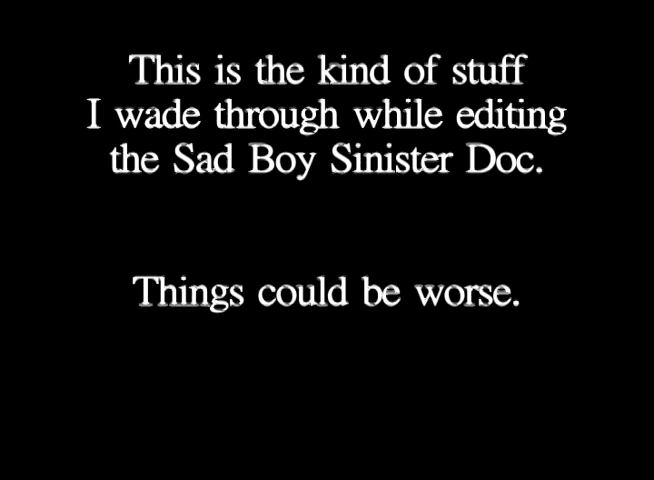 This is the kind of stuff
I wade through while editing
the Sad Boy Sinister Doc.
Things could be worse.